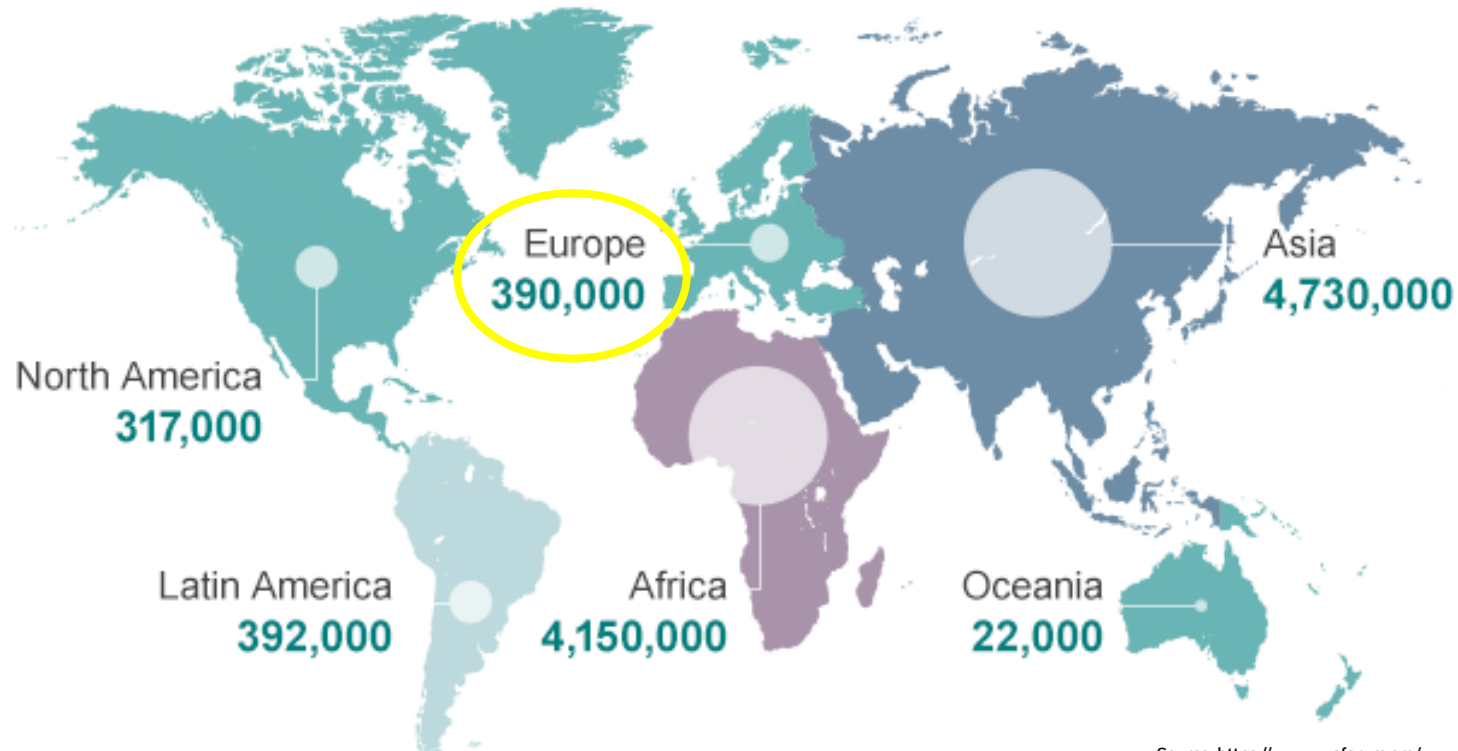 Europe
390,000
Asia
4,730,000
North America
317,000
Latin America
392,000
Africa
4,150,000
Oceania
22,000